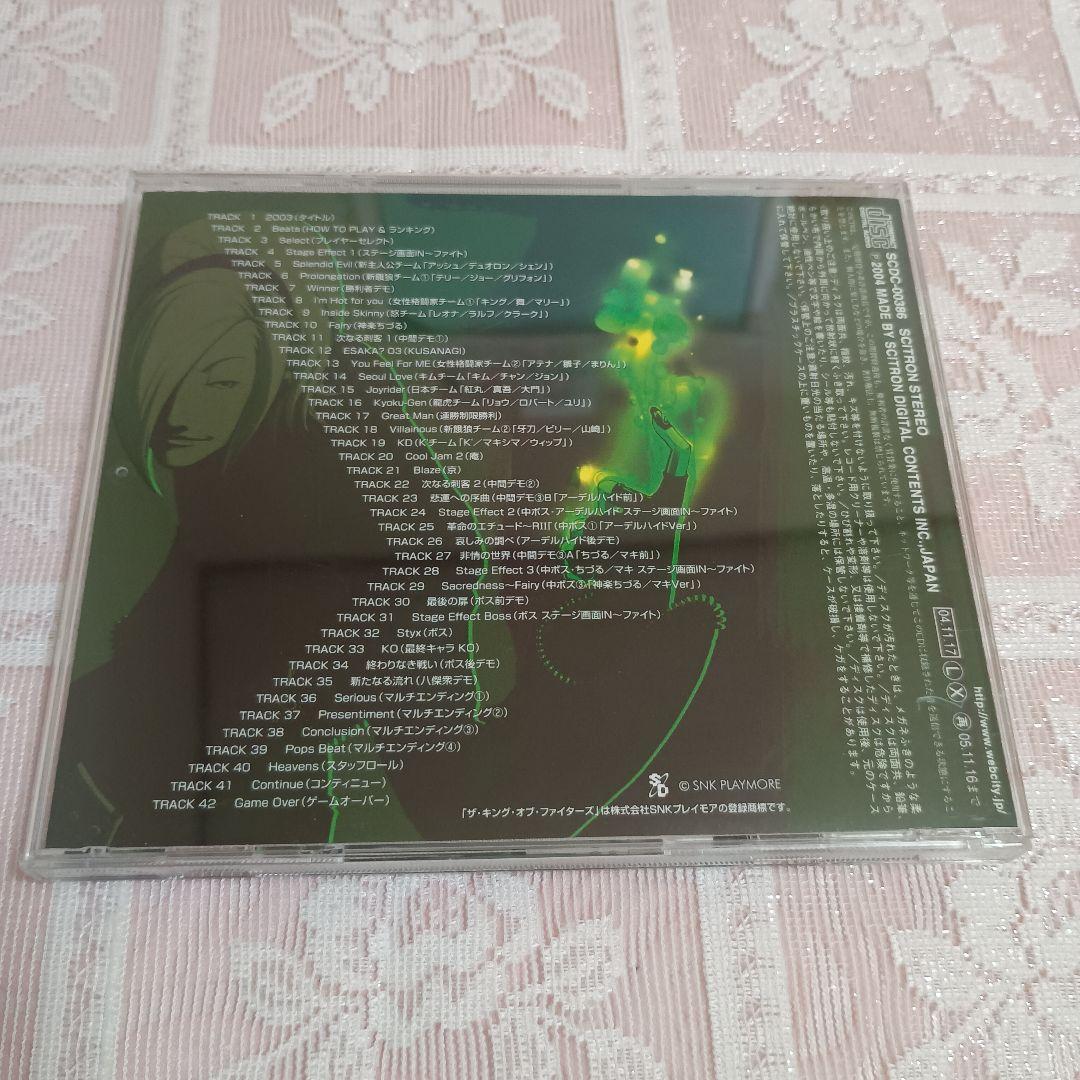 TRACK 1 2003(タイトル)
TRACK 2 Beats(HOW TO PLAY & ランキング)
TRACK 3 Select(プレイヤーセレクト)
TRACK 4 Stage Effect 1(ステージ画面IN〜ファイト)
TRACK 5 Splendid Evil(新主人公チーム「アッシュ/デュオロン/シェン」)
TRACK 6 Prolongation(新餓狼チーム①「テリー/ジョー/グリフォン」)
TRACK 7 Winner(勝利者デモ)
TRACK 8 I'm Hot for you(女性格闘家チーム①「キング/舞/マリー」)
TRACK 9 Inside Skinny(怒チーム「レオナ/ラルフ/クラーク」)
TRACK 10 Fairy(神楽ちづる)
TRACK 11 次なる刺客 1(中間デモ①)
TRACK 12 ESAKA? 03(KUSANAGI)
TRACK 13 You Feel For ME(女性格闘家チーム②「アテナ/雛子/まりん」)
TRACK 14 Seoul Love(キムチーム「キム/チャン/ジョン」)
TRACK 15 Joyrider(日本チーム「紅丸/真吾/大門」)
TRACK 16 Kyoku-Gen(龍虎チーム「リョウ/ロバート/ユリ」)
TRACK 17 Great Man(連勝制限勝利)
TRACK 18 Villainous(新餓狼チーム②「牙刀/ビリー/山崎」)
TRACK 19 KD(K'チーム「K'/マキシマ/ウィップ」)
TRACK 20 Cool Jam 2(庵)
TRACK 21 Blaze(京)
TRACK 22 次なる刺客 2(中間デモ②)
TRACK 23 悲運への序曲(中間デモ③B「アーデルハイド前」)
TRACK 24 Stage Effect 2(中ボス・アーデルハイド ステージ画面IN〜ファイト)
TRACK 25 革命のエチュード〜RII「(中ボス①「アーデルハイドVer」)
TRACK 26 哀しみの調べ(アーデルハイド後デモ)
TRACK 27 非情の世界(中間デモ③A「ちづる/マキ前」)
TRACK 28 Stage Effect 3(中ボス・ちづる/マキ ステージ画面IN〜ファイト)
TRACK 29 Sacredness〜Fairy(中ボス③「神楽ちづる/マキVer」)
TRACK 30 最後の扉(ボス前デモ)
TRACK 31 Stage Effect Boss(ボス ステージ画面IN〜ファイト)
TRACK 32 Styx(ボス)
TRACK 33 KO(最終キャラ KO)
TRACK 34 終わりなき戦い(ボス後デモ)
TRACK 35 新たなる流れ(八傑衆デモ)
TRACK 36 Serious(マルチエンディング①)
TRACK 37 Presentiment(マルチエンディング②)
TRACK 38 Conclusion(マルチエンディング③)
TRACK 39 Pops Beat(マルチエンディング④)
TRACK 40 Heavens(スタッフロール)
TRACK 41 Continue(コンティニュー)
TRACK 42 Game Over(ゲームオーバー)
© SNK PLAYMORE
「ザ・キング・オブ・ファイターズ」は株式会社SNKプレイモアの登録商標です。
disc
SCDC-00386 SCITRON STEREO
P 2004 MADE BY SCITRON DIGITAL CONTENTS INC.,JAPAN
04.11.17 L X 再 05.11.16まで
http://www.webcity.jp/